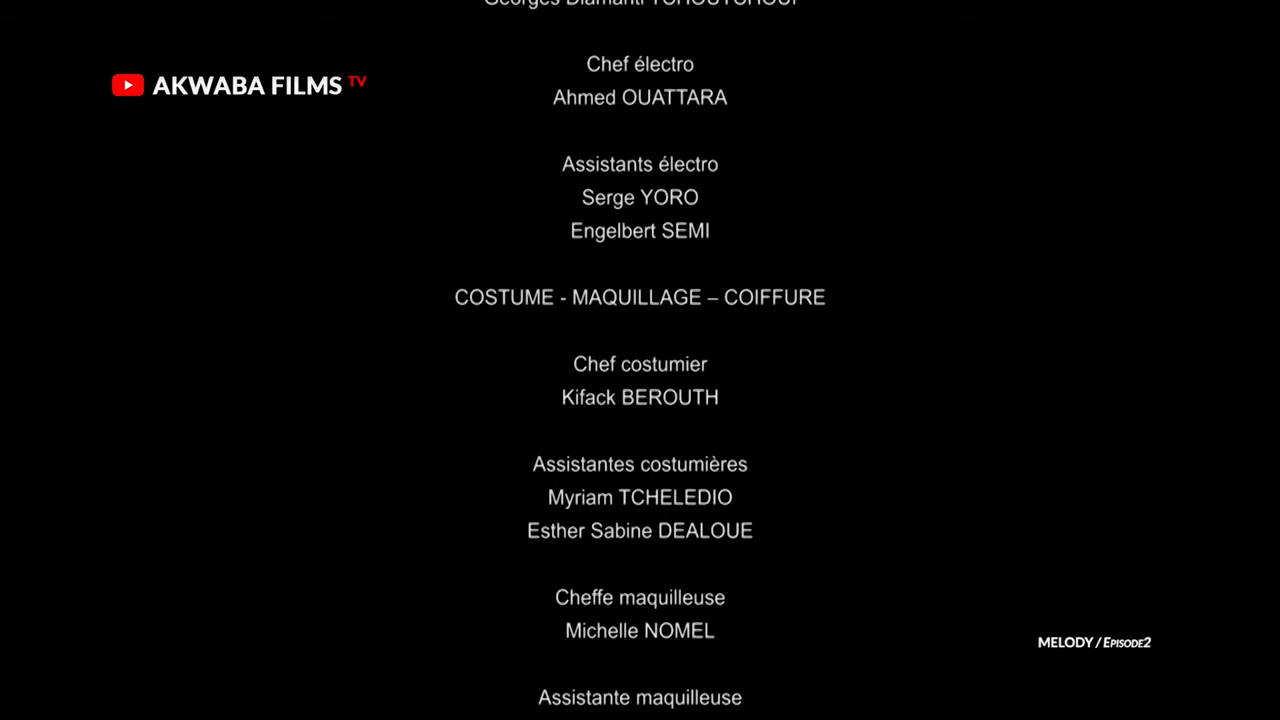 Chef électro
AKWABA FILMS TV
Ahmed OUATTARA
Assistants électro
Serge YORO
Engelbert SEMI
COSTUME - MAQUILLAGE – COIFFURE
Chef costumier
Kifack BEROUTH
Assistantes costumières
Myriam TCHELEDIO
Esther Sabine DEALOUE
Cheffe maquilleuse
Michelle NOMEL
MELODY / EPISODE2
Assistante maquilleuse